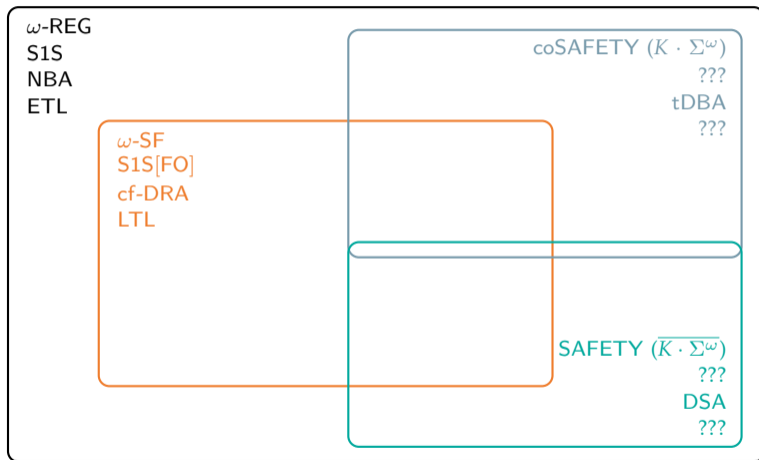 ω-REG
S1S
NBA
ETL
coSAFETY (K · Σ^ω)
???
tDBA
???
ω-SF
S1S[FO]
cf-DRA
LTL
SAFETY (\overline{K · Σ^ω})
???
DSA
???